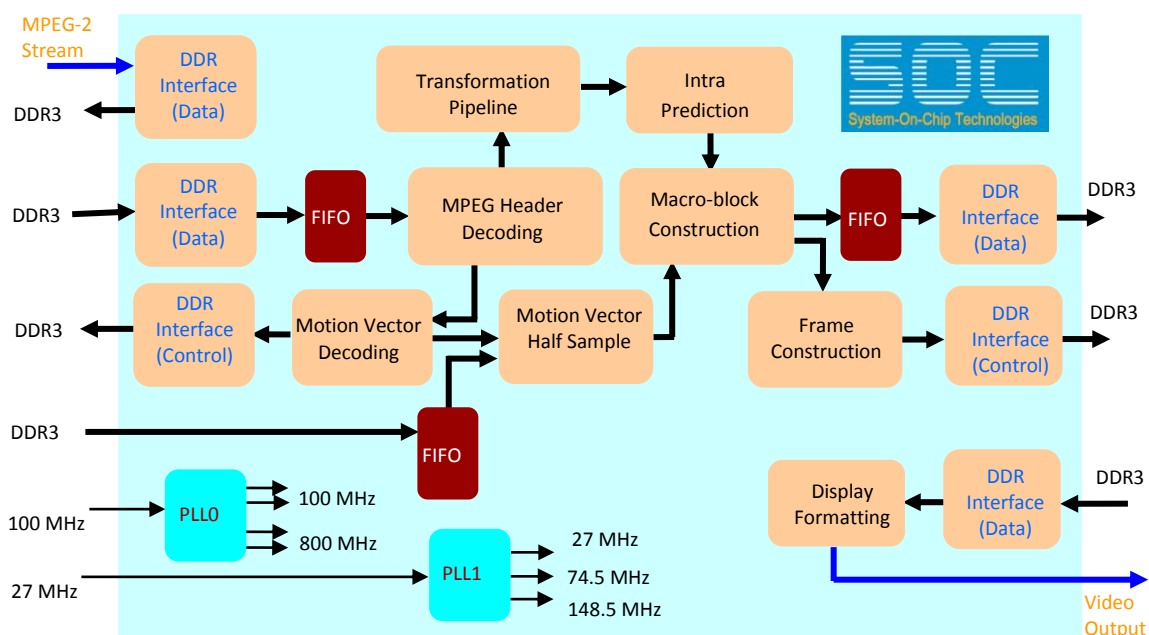 MPEG-2
Stream
DDR
Interface
(Data)
DDR3
Transformation
Pipeline
Intra
Prediction
SOC
System-On-Chip Technologies
DDR3
DDR
Interface
(Data)
FIFO
MPEG Header
Decoding
Macro-block
Construction
FIFO
DDR
Interface
(Data)
DDR3
DDR3
DDR
Interface
(Control)
Motion Vector
Decoding
Motion Vector
Half Sample
Frame
Construction
DDR
Interface
(Control)
DDR3
DDR3
FIFO
Display
Formatting
DDR
Interface
(Data)
DDR3
100 MHz
PLL0
100 MHz
800 MHz
27 MHz
PLL1
27 MHz
74.5 MHz
148.5 MHz
Video
Output